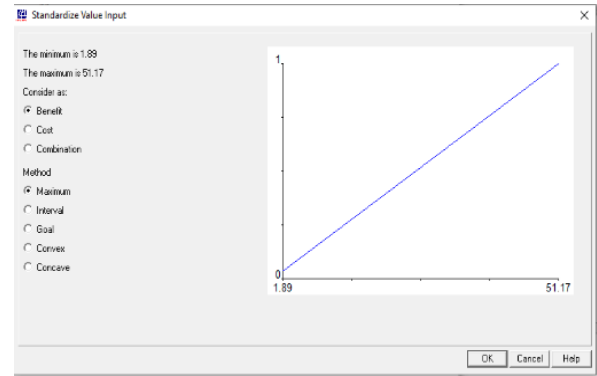 Standardize Value Input
The minimum is 1.89
The maximum is 51.17
Consider as:
Benefit
Cost
Combination
Method
Maximum
Interval
Goal
Convex
Concave
1
0
1.89
51.17
OK
Cancel
Help